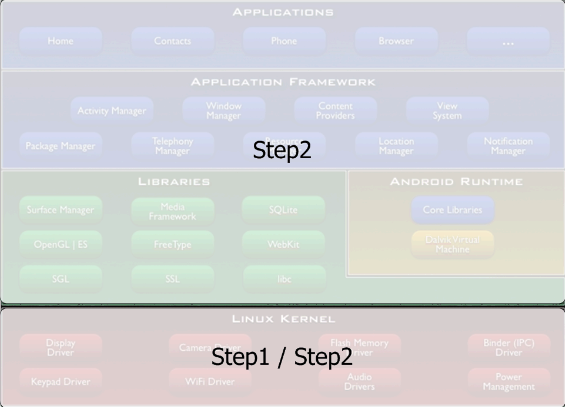 APPLICATIONS
Home Contacts Phone Browser ...
APPLICATION FRAMEWORK
Activity Manager Window Manager Content Providers View System
Package Manager Telephony Manager Location Manager Notification Manager
Step2
LIBRARIES
Surface Manager Media Framework SQLite
OpenGL | ES FreeType WebKit
SGL SSL libc
ANDROID RUNTIME
Core Libraries
Dalvik Virtual Machine
LINUX KERNEL
Display Driver Camera Driver Flash Memory Driver Binder (IPC) Driver
Step1 / Step2
Keypad Driver WiFi Driver Audio Drivers Power Management